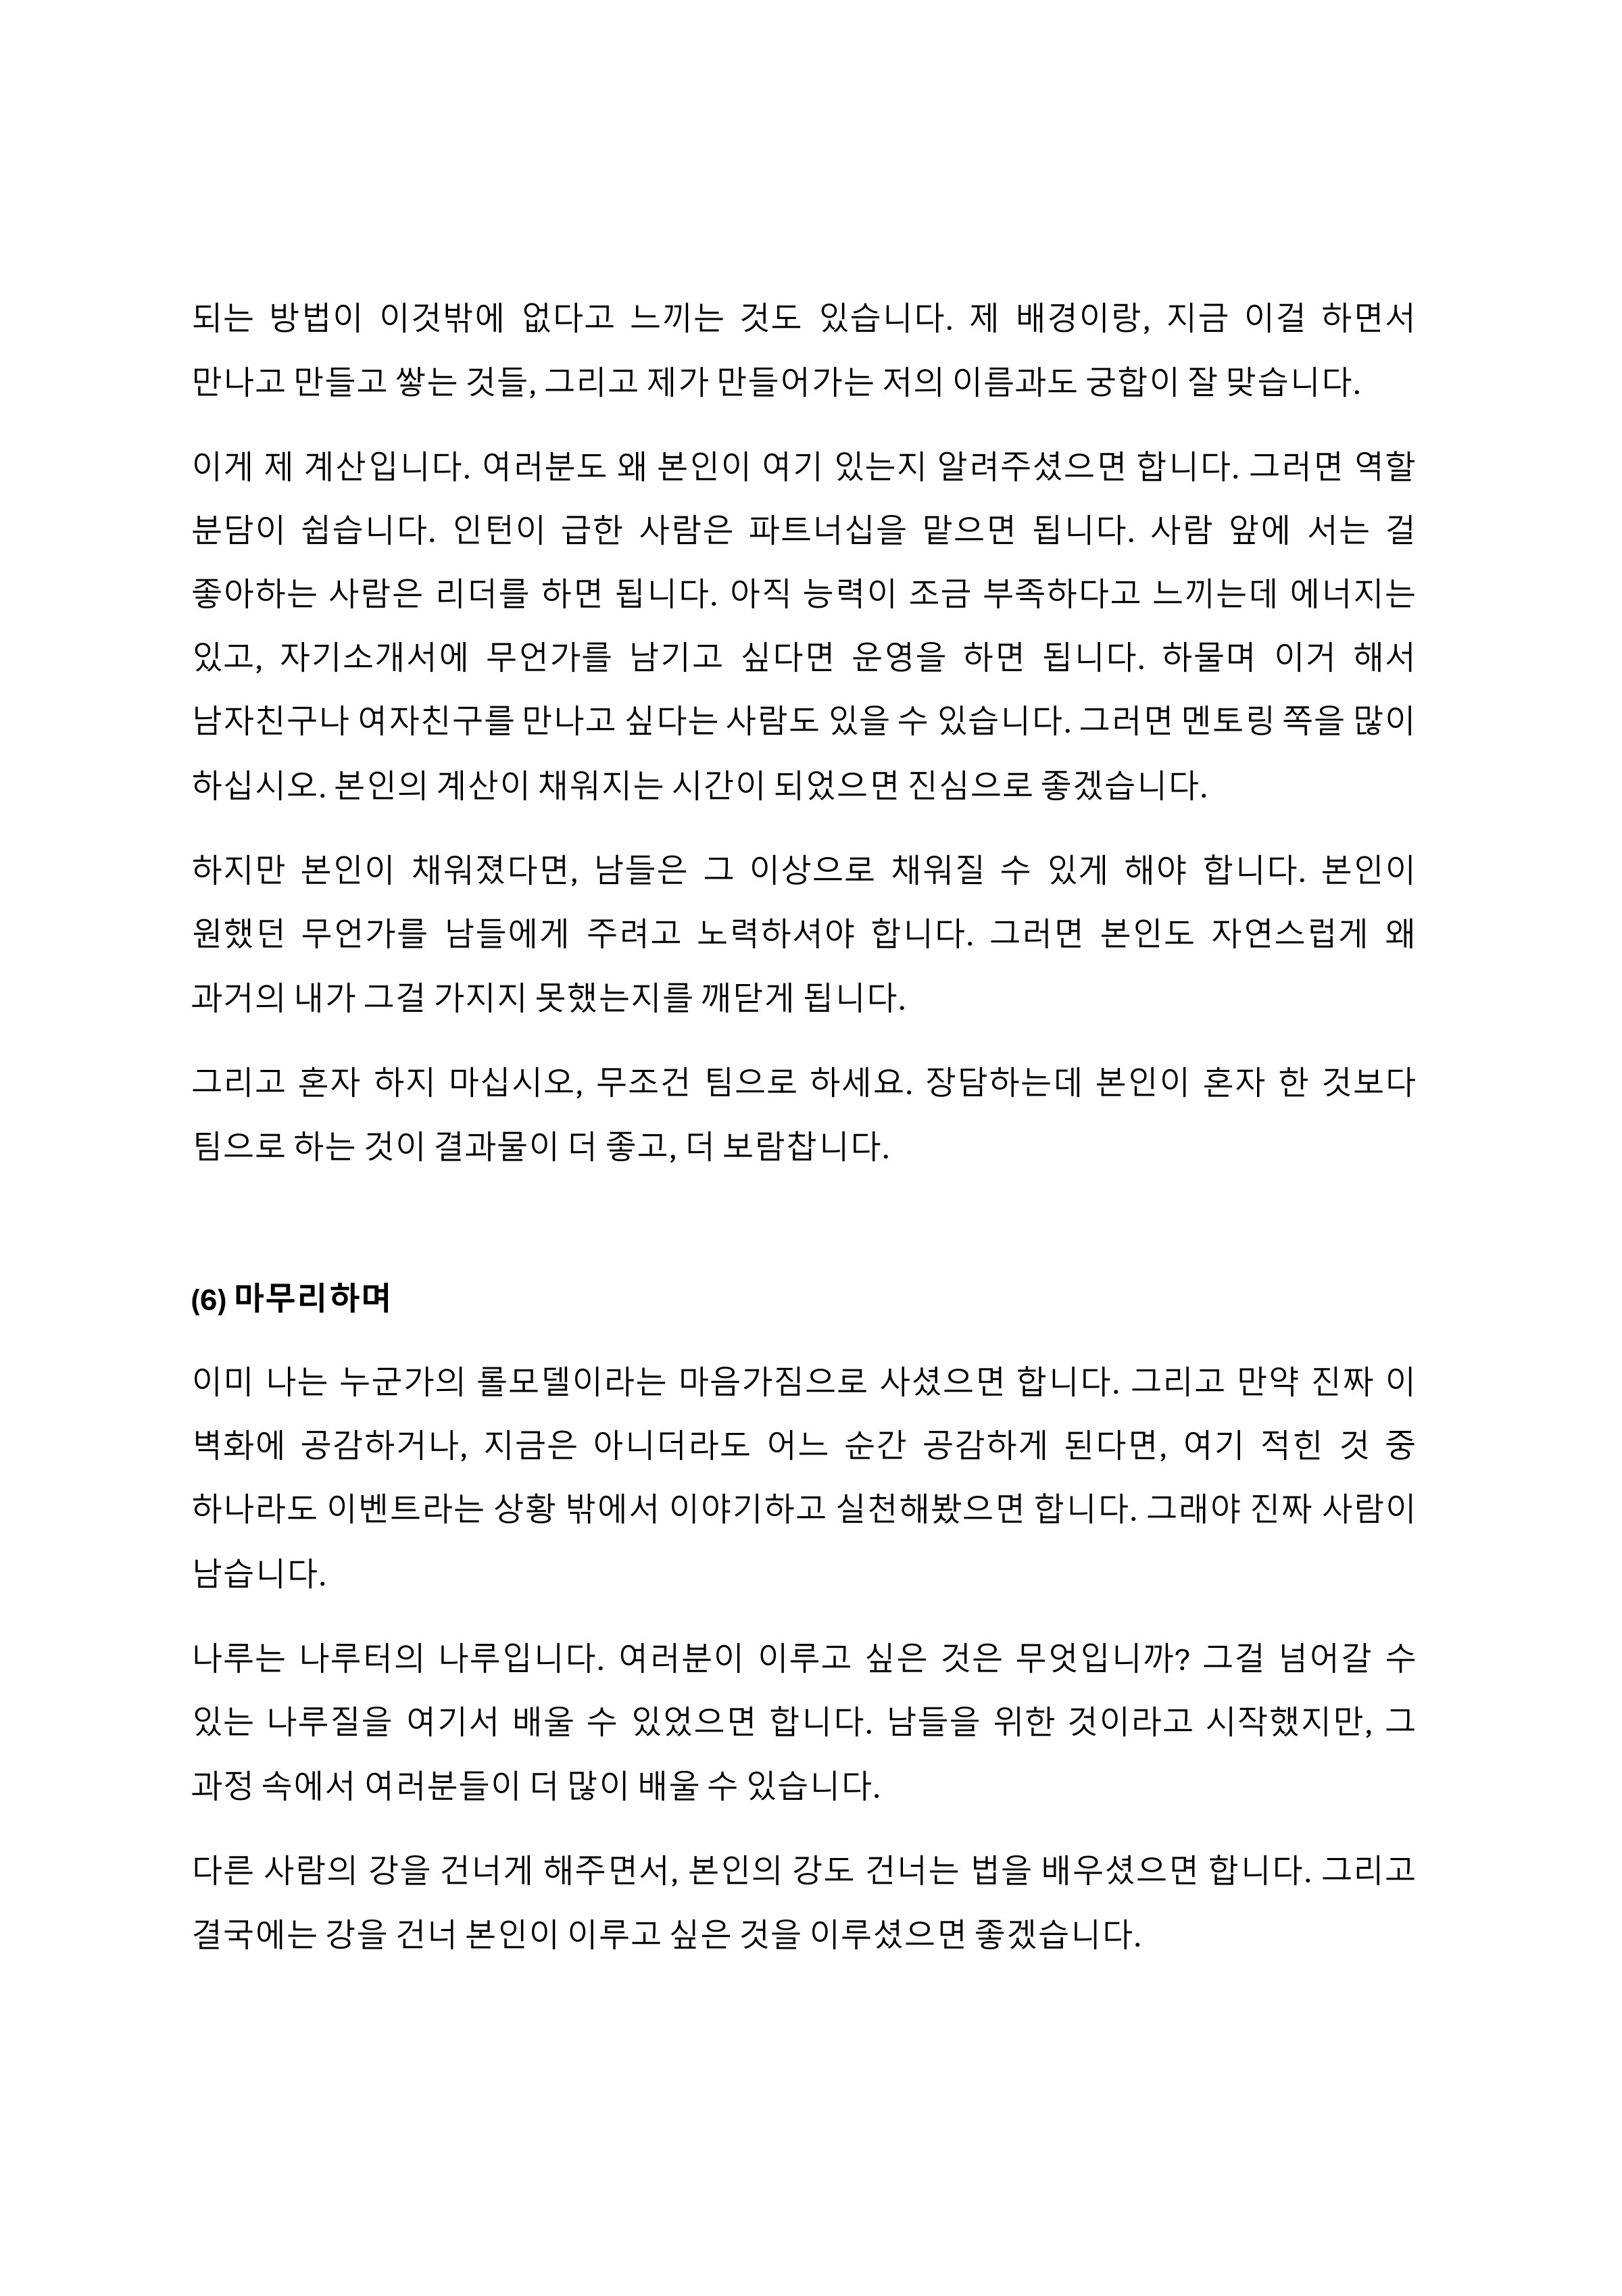 되는 방법이 이것밖에 없다고 느끼는 것도 있습니다. 제 배경이랑, 지금 이걸 하면서
만나고 만들고 쌓는 것들, 그리고 제가 만들어가는 저의 이름과도 궁합이 잘 맞습니다.
이게 제 계산입니다. 여러분도 왜 본인이 여기 있는지 알려주셨으면 합니다. 그러면 역할
분담이 쉽습니다. 인턴이 급한 사람은 파트너십을 맡으면 됩니다. 사람 앞에 서는 걸
좋아하는 사람은 리더를 하면 됩니다. 아직 능력이 조금 부족하다고 느끼는데 에너지는
있고, 자기소개서에 무언가를 남기고 싶다면 운영을 하면 됩니다. 하물며 이거 해서
남자친구나 여자친구를 만나고 싶다는 사람도 있을 수 있습니다. 그러면 멘토링 쪽을 많이
하십시오. 본인의 계산이 채워지는 시간이 되었으면 진심으로 좋겠습니다.
하지만 본인이 채워졌다면, 남들은 그 이상으로 채워질 수 있게 해야 합니다. 본인이
원했던 무언가를 남들에게 주려고 노력하셔야 합니다. 그러면 본인도 자연스럽게 왜
과거의 내가 그걸 가지지 못했는지를 깨닫게 됩니다.
그리고 혼자 하지 마십시오, 무조건 팀으로 하세요. 장담하는데 본인이 혼자 한 것보다
팀으로 하는 것이 결과물이 더 좋고, 더 보람찹니다.
(6) 마무리하며
이미 나는 누군가의 롤모델이라는 마음가짐으로 사셨으면 합니다. 그리고 만약 진짜 이
벽화에 공감하거나, 지금은 아니더라도 어느 순간 공감하게 된다면, 여기 적힌 것 중
하나라도 이벤트라는 상황 밖에서 이야기하고 실천해봤으면 합니다. 그래야 진짜 사람이
남습니다.
나루는 나루터의 나루입니다. 여러분이 이루고 싶은 것은 무엇입니까? 그걸 넘어갈 수
있는 나루질을 여기서 배울 수 있었으면 합니다. 남들을 위한 것이라고 시작했지만, 그
과정 속에서 여러분들이 더 많이 배울 수 있습니다.
다른 사람의 강을 건너게 해주면서, 본인의 강도 건너는 법을 배우셨으면 합니다. 그리고
결국에는 강을 건너 본인이 이루고 싶은 것을 이루셨으면 좋겠습니다.